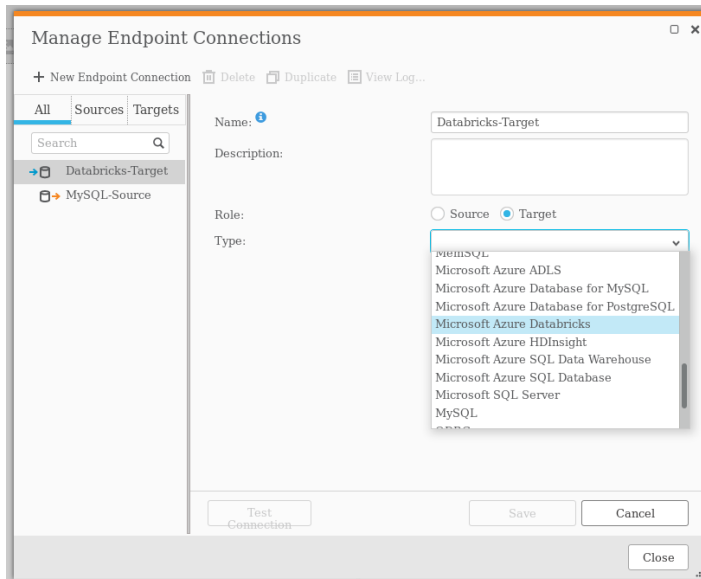 Manage Endpoint Connections
+ New Endpoint Connection Delete Duplicate View Log...
All Sources Targets
Search
Databricks-Target
MySQL-Source
Name: Databricks-Target
Description:
Role: Source Target
Type:
MemSQL
Microsoft Azure ADLS
Microsoft Azure Database for MySQL
Microsoft Azure Database for PostgreSQL
Microsoft Azure Databricks
Microsoft Azure HDInsight
Microsoft Azure SQL Data Warehouse
Microsoft Azure SQL Database
Microsoft SQL Server
MySQL
ODBC
Test Connection Save Cancel
Close